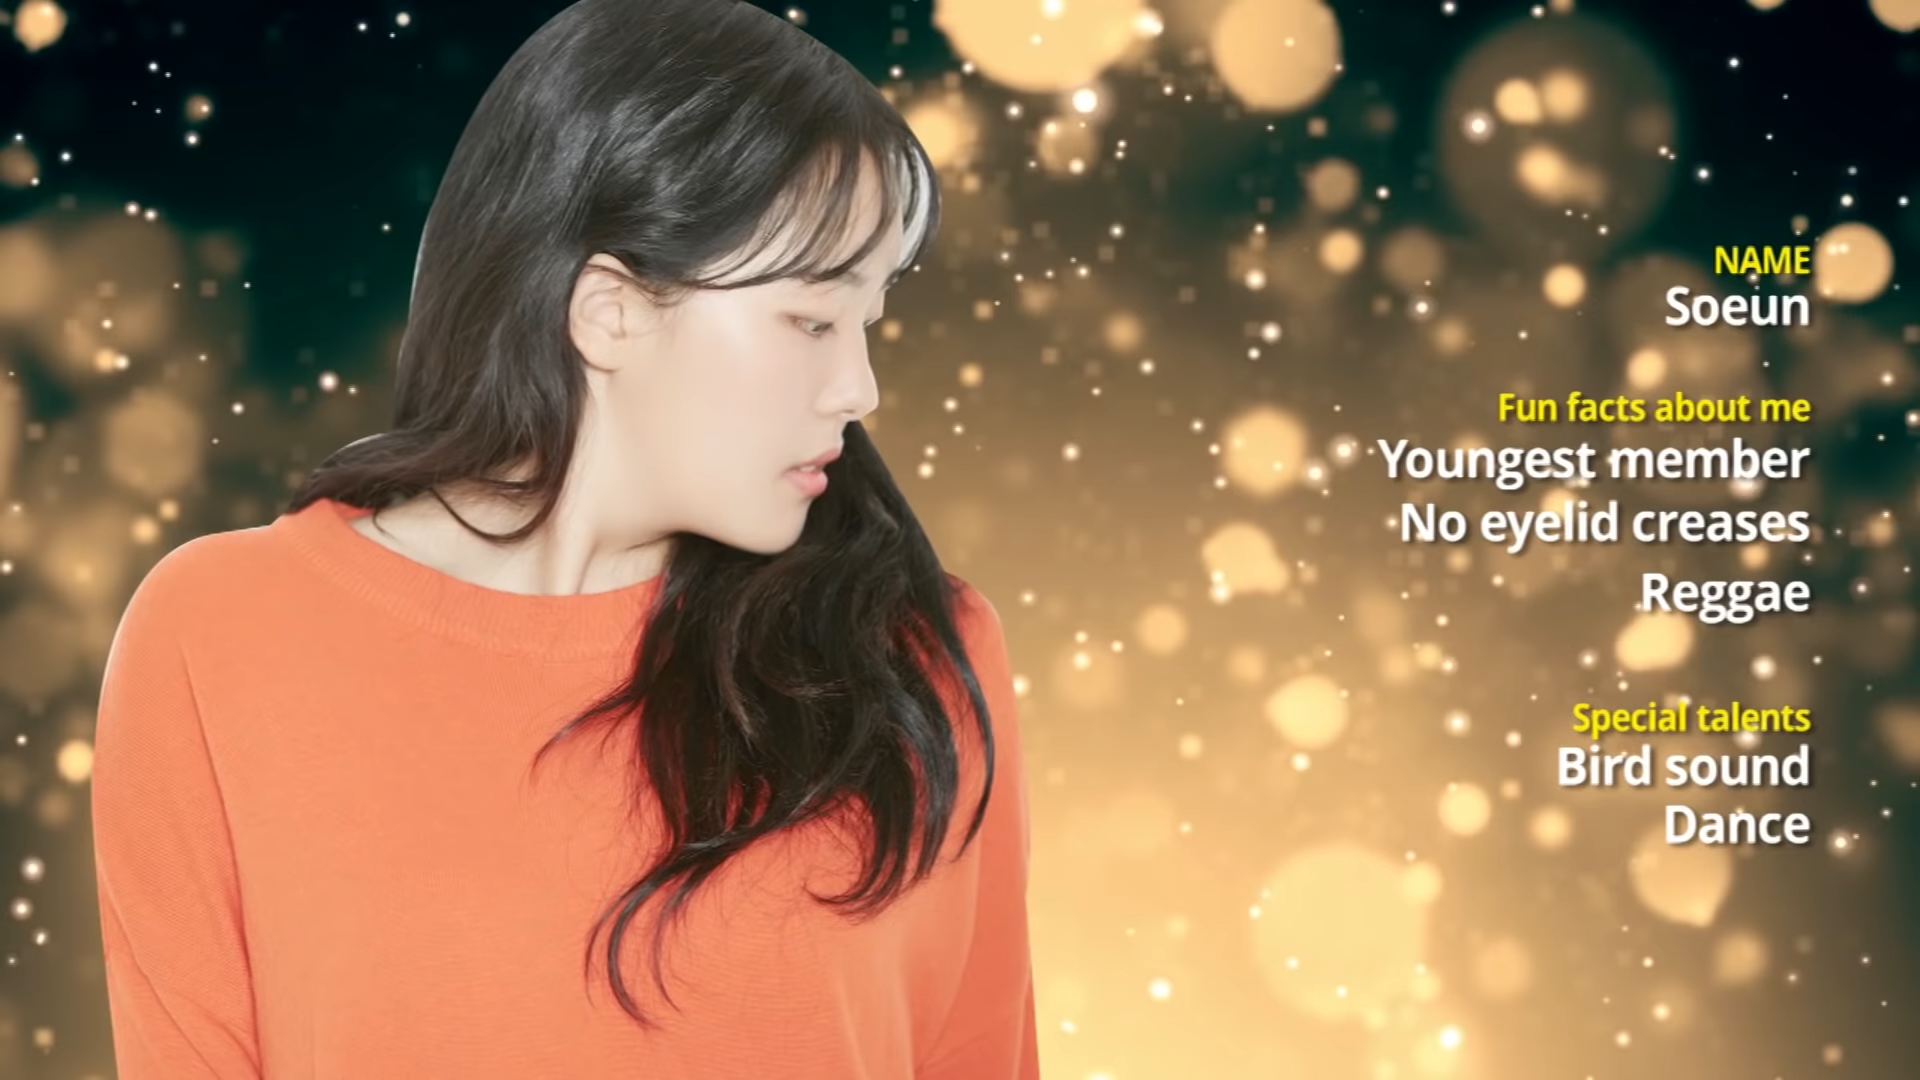 NAME
Soeun
Fun facts about me
Youngest member
No eyelid creases
Reggae
Special talents
Bird sound
Dance